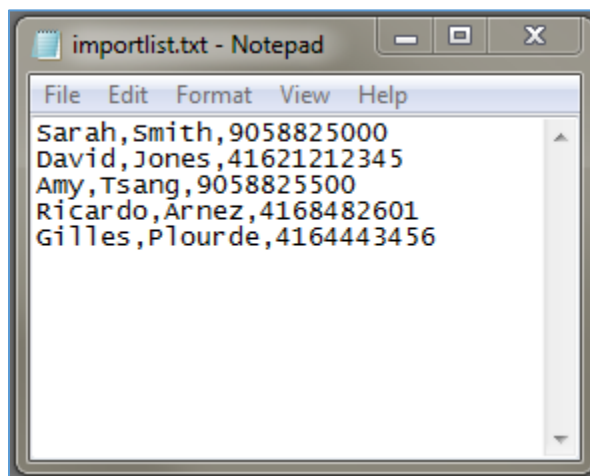 importlist.txt - Notepad
File Edit Format View Help
Sarah,Smith,9058825000
David,Jones,41621212345
Amy,Tsang,9058825500
Ricardo,Arnez,4168482601
Gilles,Plourde,4164443456